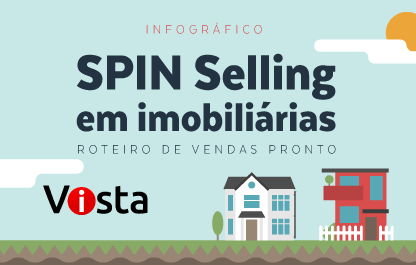 INFOGRÁFICO
SPIN Selling
em imobiliárias
ROTEIRO DE VENDAS PRONTO
Vista